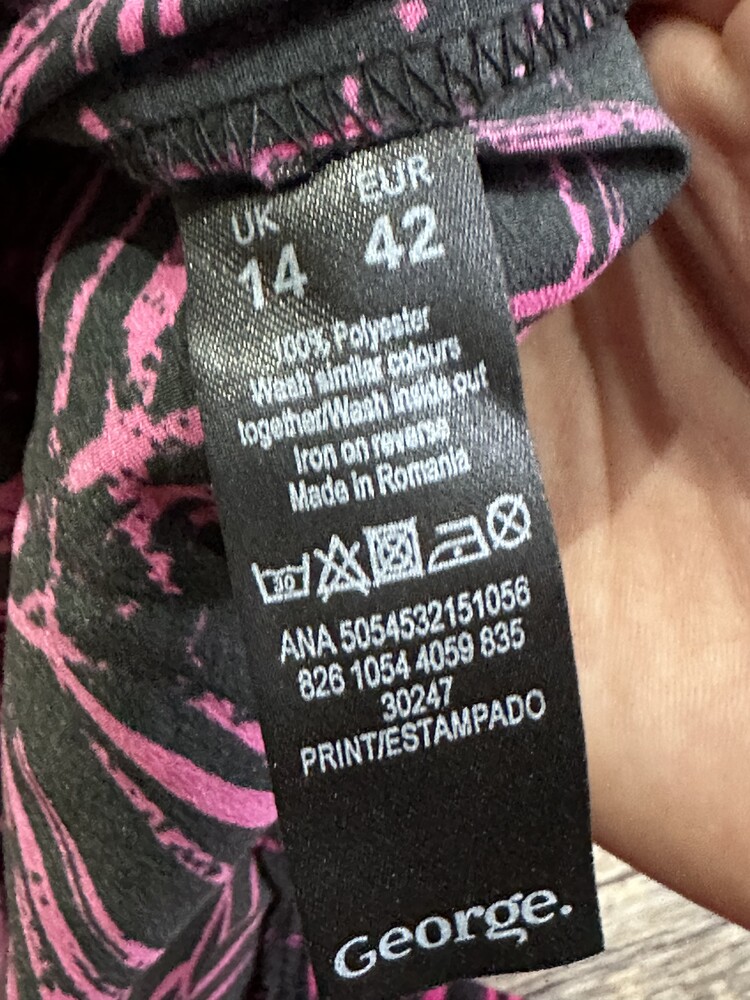 UK EUR
14 42
100% Polyester
Wash similar colours
together/Wash inside out
Iron on reverse
Made in Romania
30
ANA 5054532151056
826 1054 4059 835
30247
PRINT/ESTAMPADO
George.